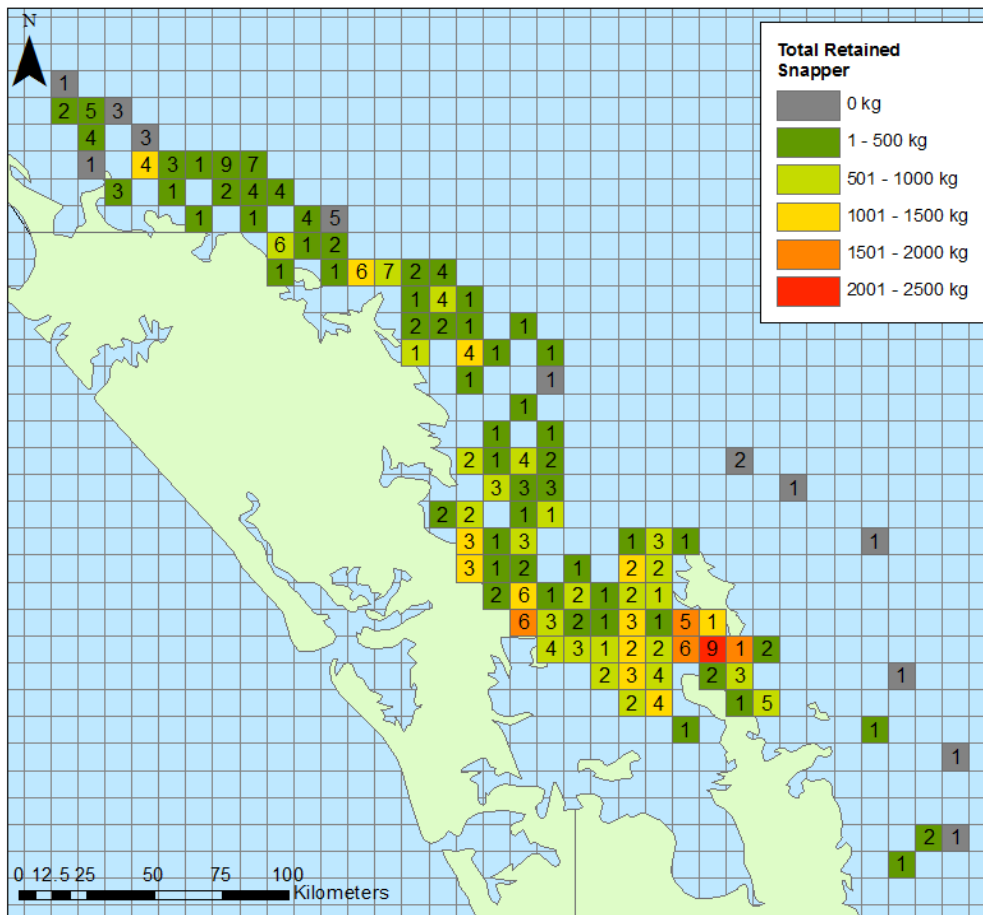 N
Total Retained
Snapper
0 kg
1 - 500 kg
501 - 1000 kg
1001 - 1500 kg
1501 - 2000 kg
2001 - 2500 kg
1
2 5 3
4 3
1 4 3 1 9 7
3 1 2 4 4
1 1 4 5
6 1 2
1 1 6 7 2 4
1 4 1
2 2 1 1
1 4 1 1
1 1
1
1 1
2 1 4 2 2
3 3 3 1
2 2 1 1
3 1 3 1 3 1 1
3 1 2 1 2 2
2 6 1 2 1 2 1
6 3 2 1 3 1 5 1
4 3 1 2 2 6 9 1 2
2 3 4 2 3 1
2 4 1 5
1 1
1
2 1
1
0 12.5 25 50 75 100
Kilometers